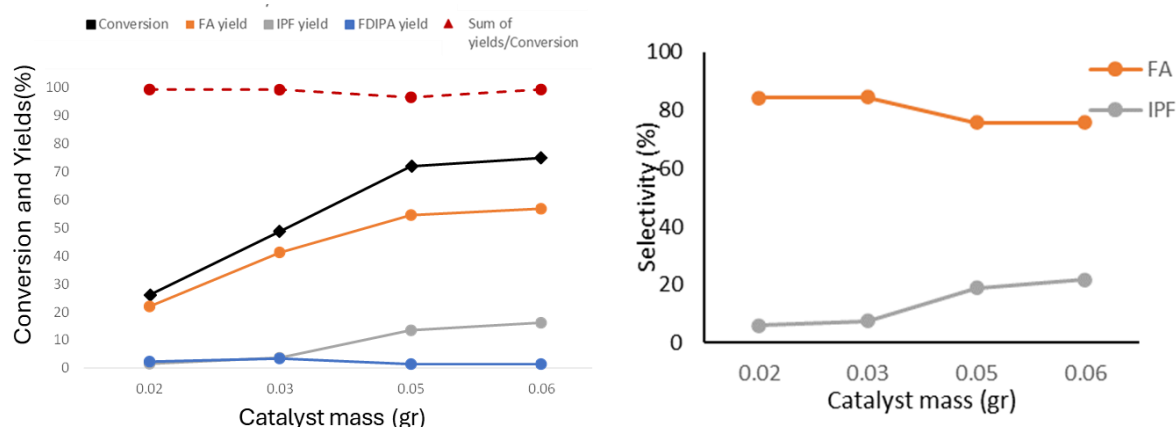 Conversion FA yield IPF yield FDIPA yield Sum of
yields/Conversion
Conversion and Yields(%)
100
90
80
70
60
50
40
30
20
10
0
0.02 0.03 0.05 0.06
Catalyst mass (gr)
100
80
60
40
20
0
Selectivity (%)
FA
IPF
0.02 0.03 0.05 0.06
Catalyst mass (gr)